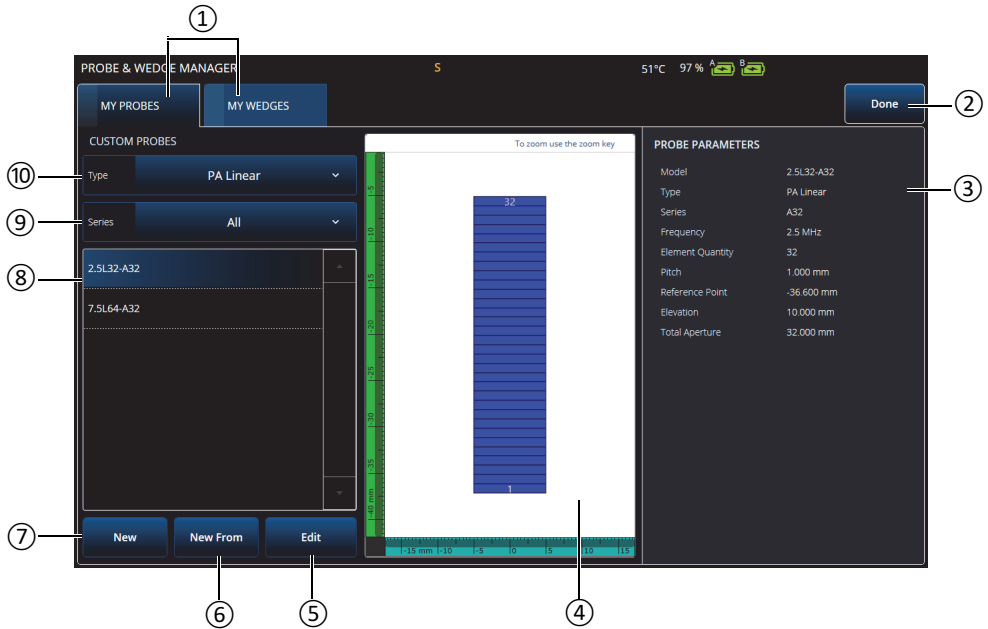 ①
PROBE & WEDGE MANAGER S 51°C 97 % A B
MY PROBES MY WEDGES Done ②
CUSTOM PROBES
⑩ Type PA Linear
⑨ Series All
⑧ 2.5L32-A32
7.5L64-A32
⑦ New New From Edit
⑥ ⑤ ④
To zoom use the zoom key
32
1
-5
-10
-15
-20
-25
-30
-35
-40 mm
-15 mm -10 -5 0 5 10 15
PROBE PARAMETERS
Model 2.5L32-A32
Type PA Linear ③
Series A32
Frequency 2.5 MHz
Element Quantity 32
Pitch 1.000 mm
Reference Point -36.600 mm
Elevation 10.000 mm
Total Aperture 32.000 mm